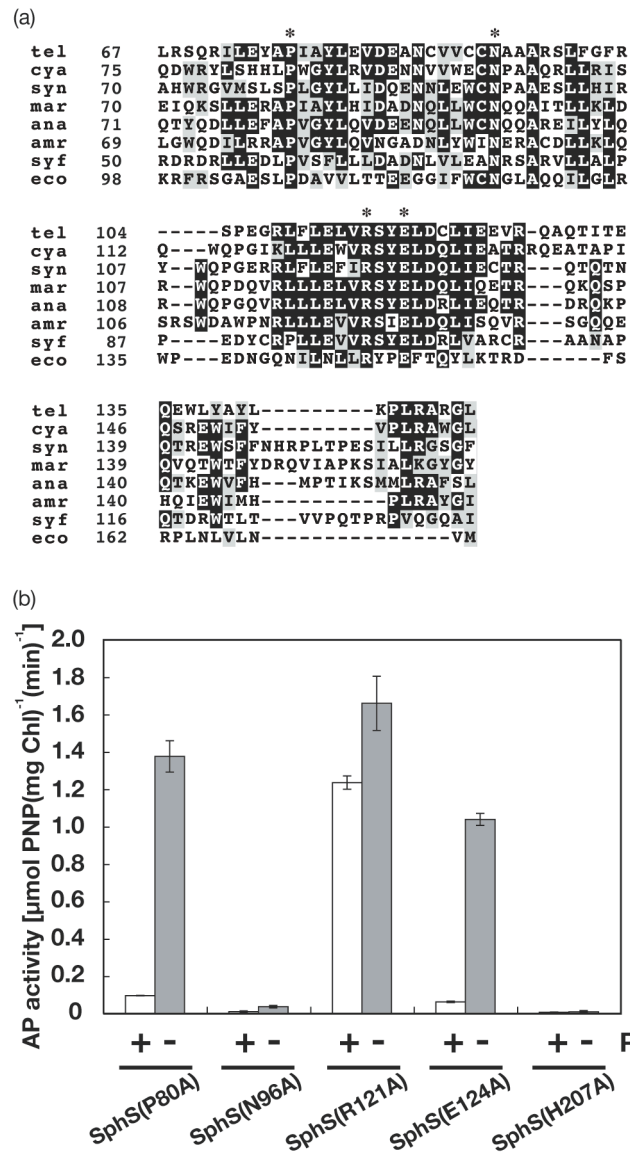 (a)
* *
tel 67 LRSQRILEYAPIAYLEVDEANCVVCCNAAARSLFGFR
cya 75 QDWRYLSHHLPWGYLRVDENNVVWECNPAAQRLLRIS
syn 70 AHWRGVMSLSPLGYLLIDQENNLEWCNPAAESLLHIR
mar 70 EIQKSLLERAPIAYLHIDADNQLLWCNQQAITLLKLD
ana 71 QTYQDLLEFAPVGYLQVDEENQLLWCNQQAREILYLQ
amr 69 LGWQDILRRAPVGYLQVNGADNLYWINERACDLLKLQ
syf 50 RDRDRLLEDLPVSFLLLDADNLVLEANRSARVLLALP
eco 98 KRFRSGAESLPDAVVLTTEEGGIFWCNGLAQQILGLR
* *
tel 104 -----SPEGRLFLELVRSYELDCLIEEVR-QAQTITE
cya 112 Q---WQPGIKLLLEWVRSYELDQLIEATRRQEATAPI
syn 107 Y--WQPGERRLFLEFIRSYELDQLIECTR---QTQTN
mar 107 R--WQPDQVRLLLELVRSYELDQLIQETR---QKQSP
ana 108 R--WQPGQVRLLLELVRSYELDRLIEQTR---DRQKP
amr 106 SRSWDAWPNRLLLEVVRSIELDQLISQVR---SGQQE
syf 87 P----EDYCRPLLEVVRSYELDRLVARCR---AANAP
eco 135 WP---EDNGQNILNLLRYPEFTQYLKTRD------FS
tel 135 QEWLYAYL---------KPLRARGL
cya 146 QSREWIFY---------VPLRAWGL
syn 139 QTREWSFFNHRPLTPESILLRGSGF
mar 139 QVQTWTFYDRQVIAPKSIALKGYGY
ana 140 QTKEWVFH---MPTIKSMMLRAFSL
amr 140 HQIEWIMH----------PLRAYGI
syf 116 QTDRWTLT---VVPQTPRPVQGQAI
eco 162 RPLNLVLN---------------VM
(b)
AP activity [µmol PNP(mg Chl)⁻¹(min)⁻¹]
2.0
1.8
1.6
1.4
1.2
1.0
0.8
0.6
0.4
0.2
0
+ - + - + - + - + - P
SphS(P80A) SphS(N96A) SphS(R121A) SphS(E124A) SphS(H207A)